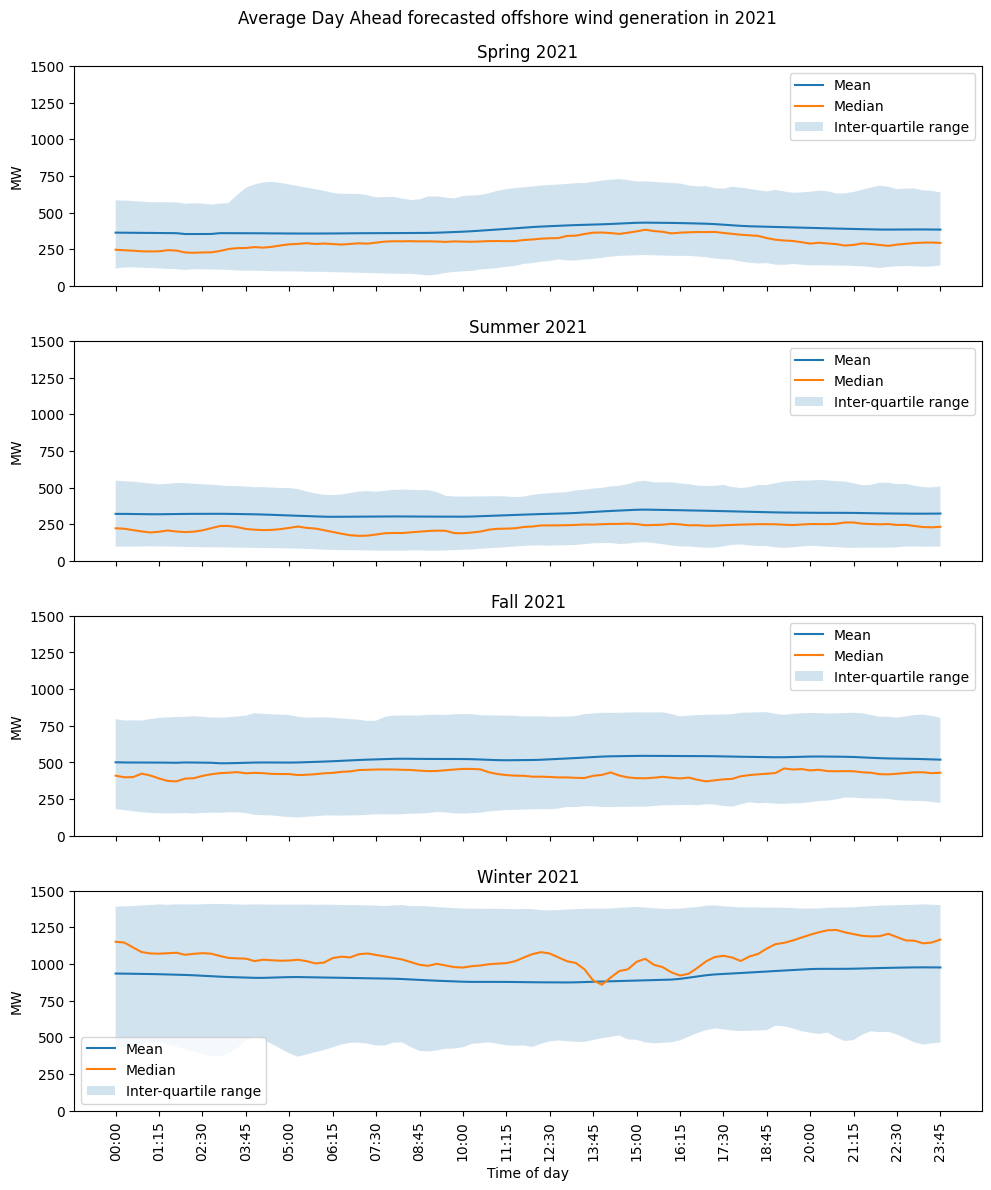 Average Day Ahead forecasted offshore wind generation in 2021
Spring 2021
1500
1250
1000
750
500
250
0
MW
Mean
Median
Inter-quartile range
Summer 2021
1500
1250
1000
750
500
250
0
MW
Mean
Median
Inter-quartile range
Fall 2021
1500
1250
1000
750
500
250
0
MW
Mean
Median
Inter-quartile range
Winter 2021
1500
1250
1000
750
500
250
0
MW
Mean
Median
Inter-quartile range
00:00 01:15 02:30 03:45 05:00 06:15 07:30 08:45 10:00 11:15 12:30 13:45 15:00 16:15 17:30 18:45 20:00 21:15 22:30 23:45
Time of day